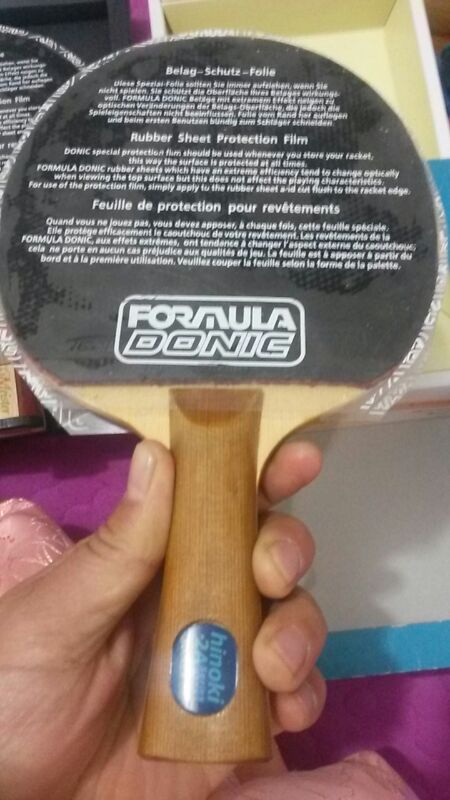 Belag-Schutz-Folie
Diese Spezial-Folie sollten Sie immer aufziehen, wenn Sie
nicht spielen. Sie schützt die Oberfläche Ihres Belages wirkungs-
voll. FORMULA DONIC Beläge mit extremem Effekt neigen zu
optischen Veränderungen der Belag-Oberfläche, die jedoch die
Spieleigenschaften nicht beeinflussen. Folie vom Rand her auflegen
und beim ersten Benutzen bündig zum Schläger schneiden.
Rubber Sheet Protection Film
DONIC special protection film should be used whenever you store your racket,
this way the surface is protected at all times.
FORMULA DONIC rubber sheets which have an extreme efficiency tend to change optically
when viewing the top surface but this does not affect the playing characteristics.
For use of the protection film, simply apply to the rubber sheet and cut flush to the racket edge.
Feuille de protection pour revêtements
Quand vous ne jouez pas, vous devez apposer, à chaque fois, cette feuille spéciale.
Elle protége efficacement le caoutchouc de votre revêtement. Les revêtements de la
FORMULA DONIC, aux effets extrêmes, ont tendance à changer l'aspect externe du caoutchouc;
cela ne porte en aucun cas préjudice aux qualités de jeu. La feuille est à apposer à partir du
bord et à la première utilisation. Veuillez couper la feuille selon la forme de la palette.
FORMULA
DONIC
hinoki